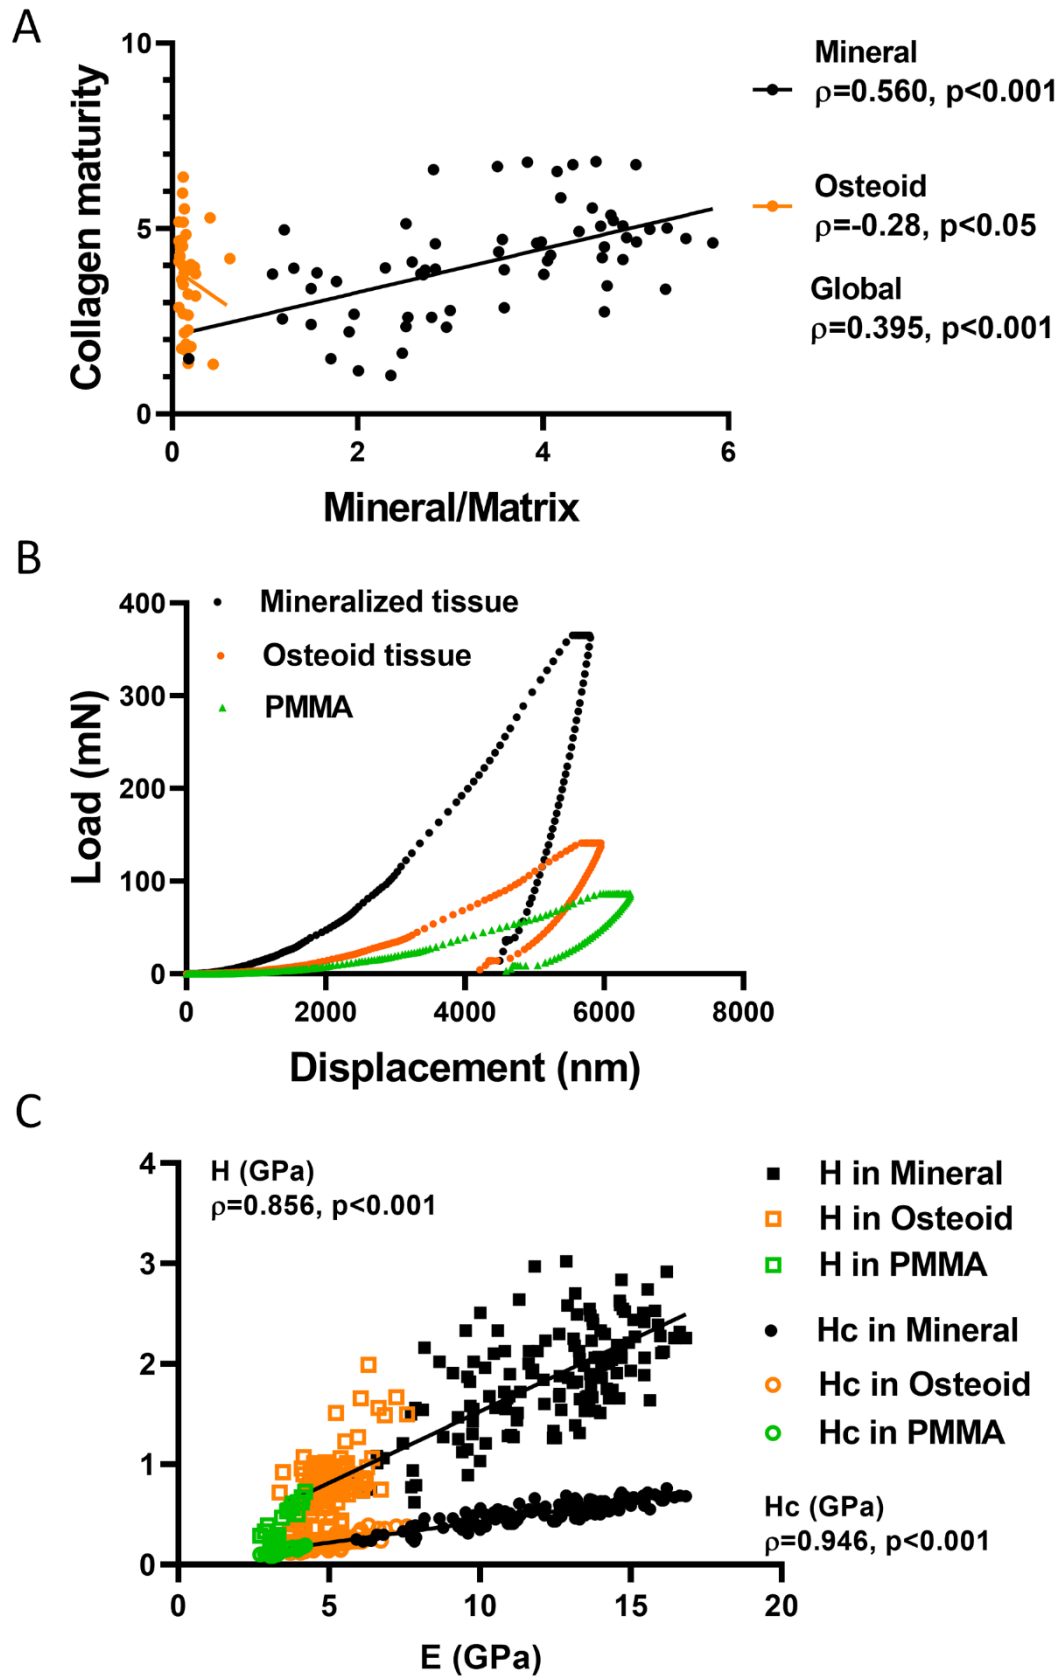 A
10
5
0
0
2
4
6
Collagen maturity
Mineral/Matrix
Mineral
ρ=0.560, p<0.001
Osteoid
ρ=-0.28, p<0.05
Global
ρ=0.395, p<0.001
B
400
300
200
100
0
0
2000
4000
6000
8000
Load (mN)
Displacement (nm)
Mineralized tissue
Osteoid tissue
PMMA
C
4
3
2
1
0
0
5
10
15
20
E (GPa)
H (GPa)
ρ=0.856, p<0.001
H in Mineral
H in Osteoid
H in PMMA
Hc in Mineral
Hc in Osteoid
Hc in PMMA
Hc (GPa)
ρ=0.946, p<0.001